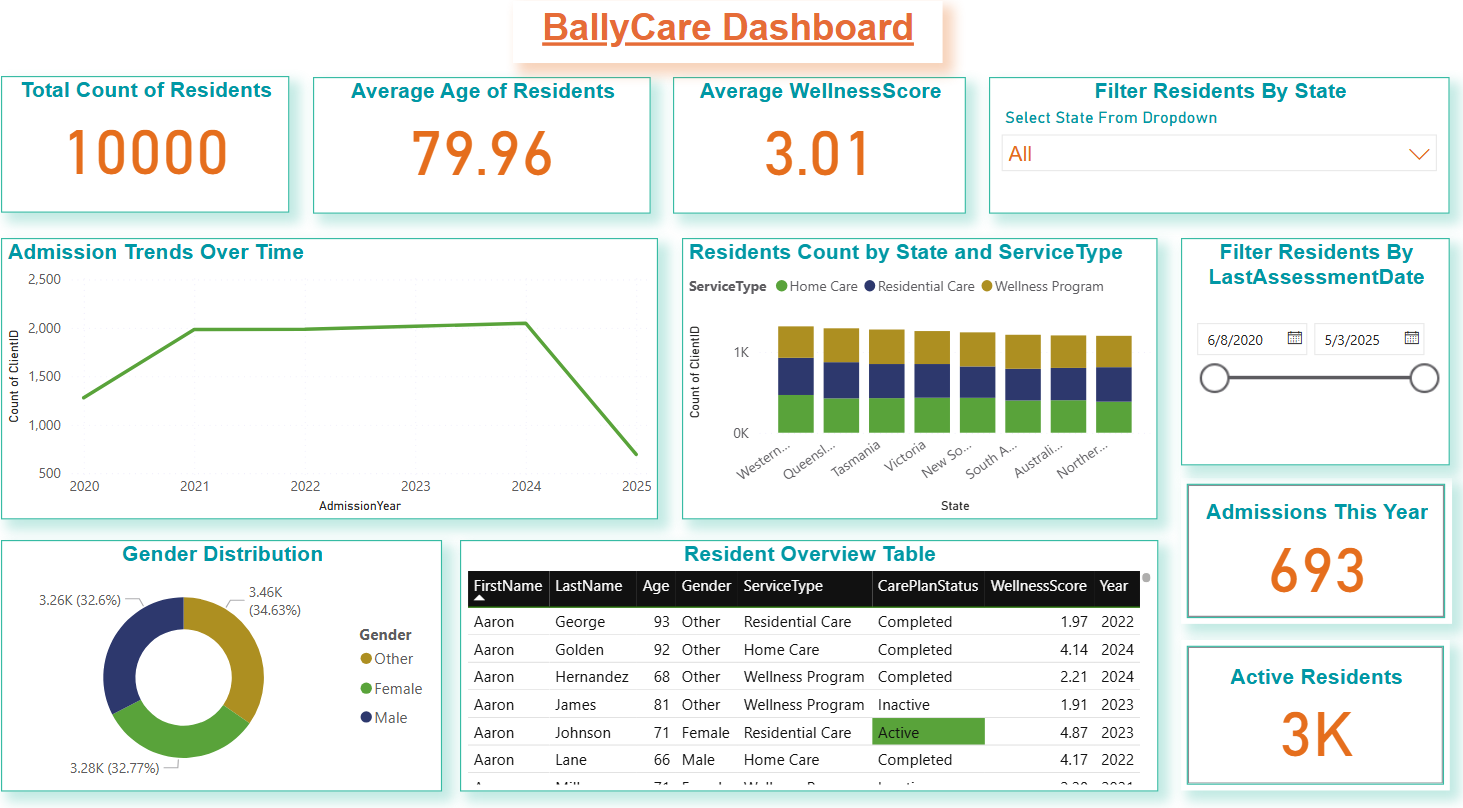 BallyCare Dashboard
Total Count of Residents
10000
Average Age of Residents
79.96
Average WellnessScore
3.01
Filter Residents By State
Select State From Dropdown
All
Admission Trends Over Time
2,500
2,000
1,500
1,000
500
Count of ClientID
2020 2021 2022 2023 2024 2025
AdmissionYear
Residents Count by State and ServiceType
ServiceType Home Care Residential Care Wellness Program
1K
0K
Count of ClientID
Western... Queensl... Tasmania Victoria New So... South A... Australi... Norther...
State
Filter Residents By
LastAssessmentDate
6/8/2020 5/3/2025
Admissions This Year
693
Active Residents
3K
Gender Distribution
3.46K
(34.63%)
3.26K (32.6%)
3.28K (32.77%)
Gender
Other
Female
Male
Resident Overview Table
FirstName LastName Age Gender ServiceType CarePlanStatus WellnessScore Year
Aaron George 93 Other Residential Care Completed 1.97 2022
Aaron Golden 92 Other Home Care Completed 4.14 2024
Aaron Hernandez 68 Other Wellness Program Completed 2.21 2024
Aaron James 81 Other Wellness Program Inactive 1.91 2023
Aaron Johnson 71 Female Residential Care Active 4.87 2023
Aaron Lane 66 Male Home Care Completed 4.17 2022